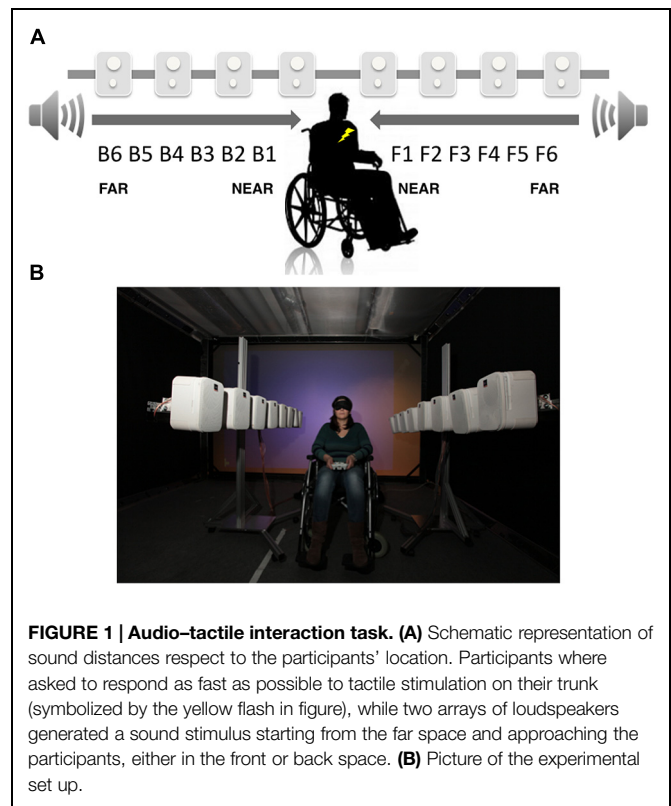 A
B6 B5 B4 B3 B2 B1 F1 F2 F3 F4 F5 F6
FAR NEAR NEAR FAR
B
FIGURE 1 | Audio–tactile interaction task. (A) Schematic representation of
sound distances respect to the participants' location. Participants where
asked to respond as fast as possible to tactile stimulation on their trunk
(symbolized by the yellow flash in figure), while two arrays of loudspeakers
generated a sound stimulus starting from the far space and approaching the
participants, either in the front or back space. (B) Picture of the experimental
set up.